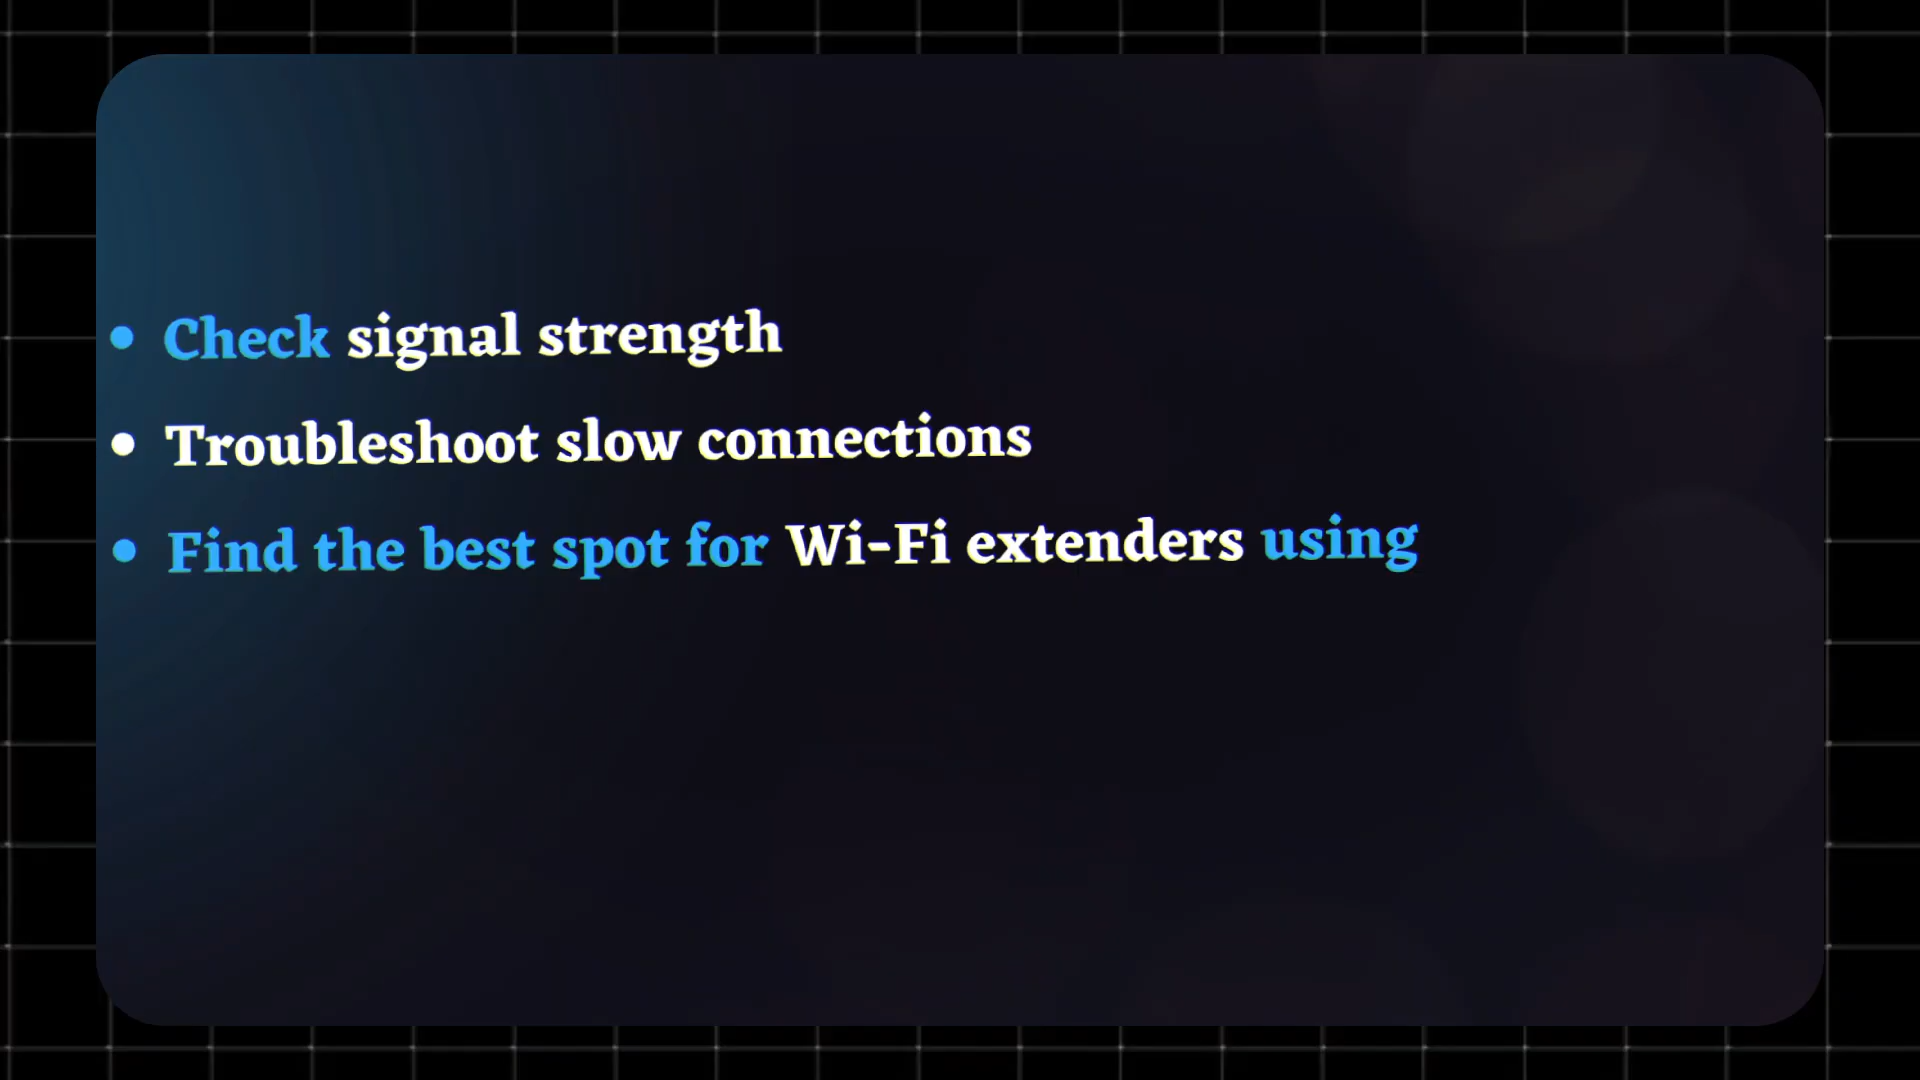 • Check signal strength
• Troubleshoot slow connections
• Find the best spot for Wi-Fi extenders using